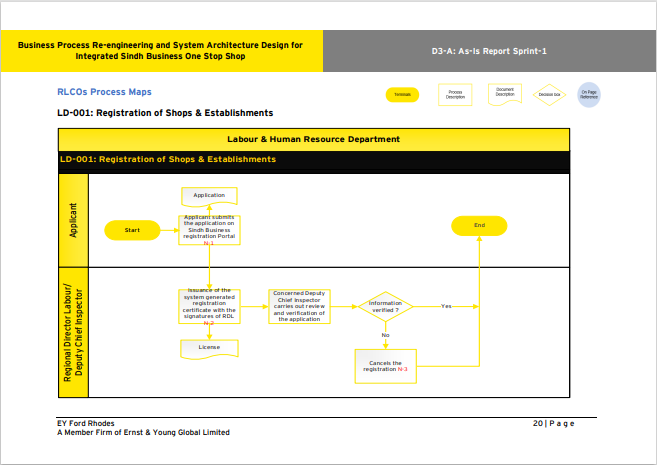 Business Process Re-engineering and System Architecture Design for
Integrated Sindh Business One Stop Shop
D3-A: As-Is Report Sprint-1
RLCOs Process Maps
Terminals
Process
Description
Document
Description
Decision box
On Page
Reference
LD-001: Registration of Shops & Establishments
Labour & Human Resource Department
LD-001: Registration of Shops & Establishments
Applicant
Application
Start
Applicant submits
the application on
Sindh Business
registration Portal
N-1
End
Regional Director Labour/
Deputy Chief Inspector
Issuance of the
system generated
registration
certificate with the
signatures of RDL
N-2
Concerned Deputy
Chief Inspector
carries out review
and verification of
the application
Information
verified ?
Yes
No
License
Cancels the
registration N-3
EY Ford Rhodes
A Member Firm of Ernst & Young Global Limited
20 | P a g e